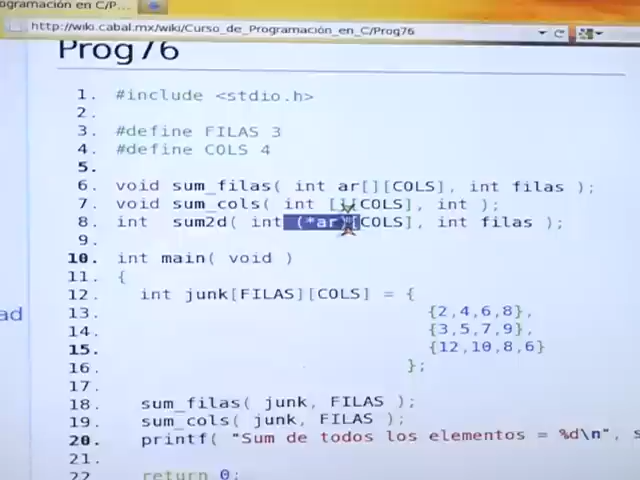 ogramación en C/P...
http://wiki.cabal.mx/wiki/Curso_de_Programación_en_C/Prog76
Prog76
1. #include <stdio.h>
2.
3. #define FILAS 3
4. #define COLS 4
5.
6. void sum_filas( int ar[][COLS], int filas );
7. void sum_cols( int [][COLS], int );
8. int sum2d( int (*ar)[COLS], int filas );
9.
10. int main( void )
11. {
12. int junk[FILAS][COLS] = {
13. {2,4,6,8},
14. {3,5,7,9},
15. {12,10,8,6}
16. };
17.
18. sum_filas( junk, FILAS );
19. sum_cols( junk, FILAS );
20. printf( "Sum de todos los elementos = %d\n", s
21.
22 return 0;
ad